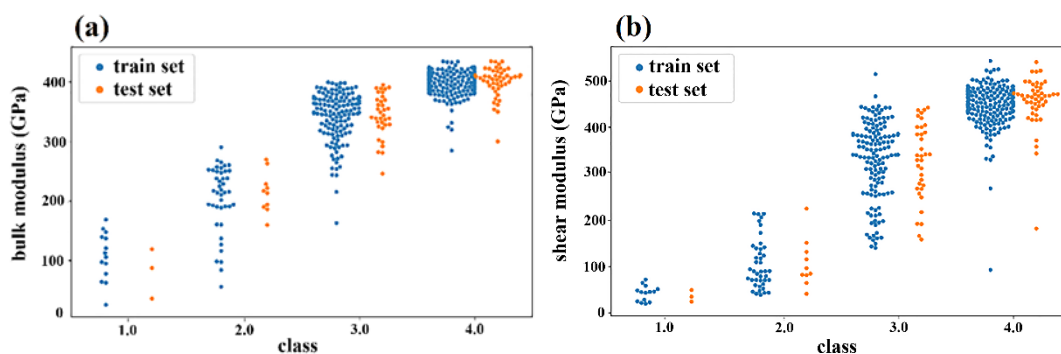 (a)
train set
test set
bulk modulus (GPa)
400
300
200
100
0
1.0 2.0 3.0 4.0
class
(b)
train set
test set
shear modulus (GPa)
500
400
300
200
100
0
1.0 2.0 3.0 4.0
class